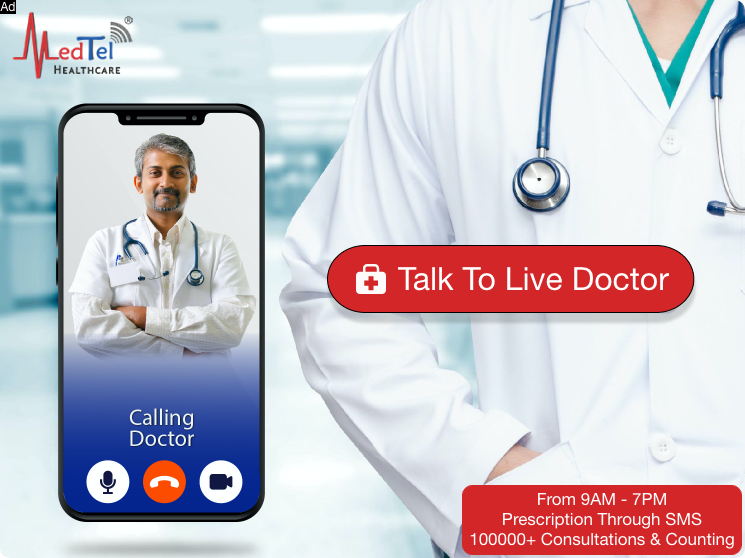 Ad
MedTel®
HEALTHCARE
Talk To Live Doctor
Calling
Doctor
From 9AM - 7PM
Prescription Through SMS
100000+ Consultations & Counting